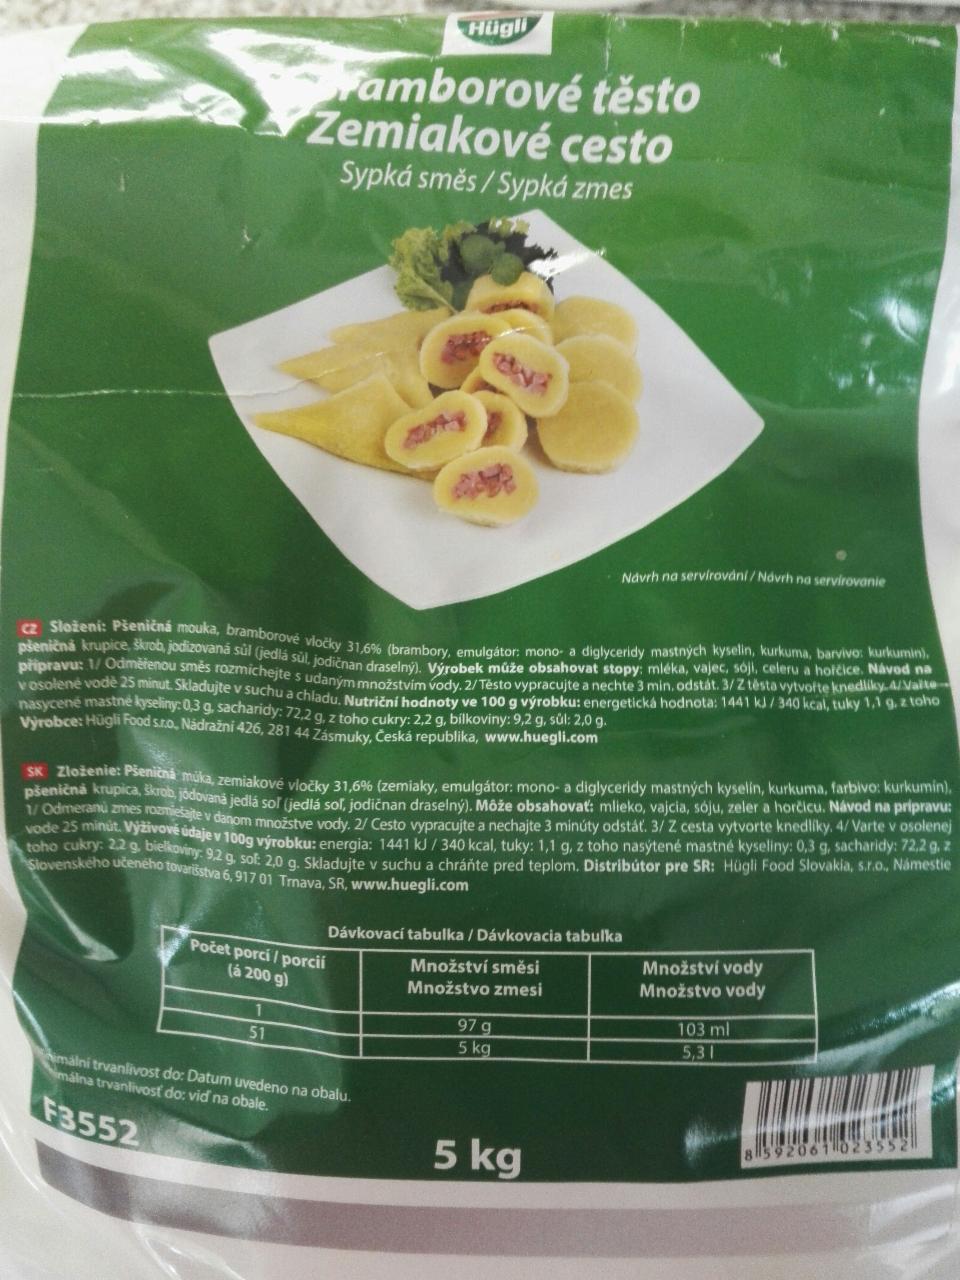 Hügli
ramborové těsto
Zemiakové cesto
Sypká směs / Sypká zmes
Návrh na servírování / Návrh na servírovanie
CZ Složení: Pšeničná mouka, bramborové vločky 31,6% (brambory, emulgátor: mono- a diglyceridy mastných kyselin, kurkuma, barvivo: kurkumin),
pšeničná krupice, škrob, jodizovaná sůl (jedlá sůl, jodičnan draselný). Výrobek může obsahovat stopy: mléka, vajec, sóji, celeru a hořčice. Návod na
přípravu: 1/ Odměřenou směs rozmíchejte s udaným množstvím vody. 2/ Těsto vypracujte a nechte 3 min. odstát. 3/ Z těsta vytvořte knedlíky. 4/ Vařte
v osolené vodě 25 minut. Skladujte v suchu a chladu. Nutriční hodnoty ve 100 g výrobku: energetická hodnota: 1441 kJ / 340 kcal, tuky 1,1 g, z toho
nasycené mastné kyseliny: 0,3 g, sacharidy: 72,2 g, z toho cukry: 2,2 g, bílkoviny: 9,2 g, sůl: 2,0 g.
Výrobce: Hügli Food s.r.o., Nádražní 426, 281 44 Zásmuky, Česká republika, www.huegli.com
SK Zloženie: Pšeničná múka, zemiakové vločky 31,6% (zemiaky, emulgátor: mono- a diglyceridy mastných kyselín, kurkuma, farbivo: kurkumín),
pšeničná krupica, škrob, jódovaná jedlá soľ (jedlá soľ, jodičnan draselný). Môže obsahovať: mlieko, vajcia, sóju, zeler a horčicu. Návod na prípravu:
1/ Odmeranú zmes rozmiešajte v danom množstve vody. 2/ Cesto vypracujte a nechajte 3 minúty odstáť. 3/ Z cesta vytvorte knedlíky. 4/ Varte v osolenej
vode 25 minút. Výživové údaje v 100g výrobku: energia: 1441 kJ / 340 kcal, tuky: 1,1 g, z toho nasýtené mastné kyseliny: 0,3 g, sacharidy: 72,2 g, z
toho cukry: 2,2 g, bielkoviny: 9,2 g, soľ: 2,0 g. Skladujte v suchu a chráňte pred teplom. Distribútor pre SR: Hügli Food Slovakia, s.r.o., Námestie
Slovenského učeného tovarišstva 6, 917 01 Trnava, SR, www.huegli.com
Dávkovací tabulka / Dávkovacia tabuľka
Počet porcí / porcií (á 200 g) Množství směsi Množstvo zmesi Množství vody Množstvo vody
1 97 g 103 ml
51 5 kg 5,3 l
imální trvanlivost do: Datum uvedeno na obalu.
málna trvanlivosť do: viď na obale.
F3552
5 kg
8 592061 023552